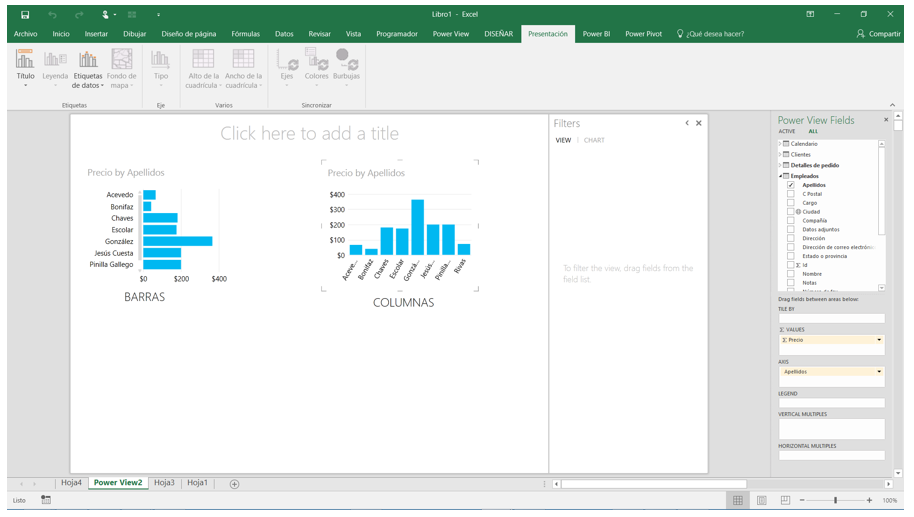 Libro1 - Excel
Archivo Inicio Insertar Dibujar Diseño de página Fórmulas Datos Revisar Vista Programador Power View DISEÑAR Presentación Power BI Power Pivot ¿Qué desea hacer? Compartir
Título Leyenda Etiquetas de datos Fondo de mapa Tipo Alto de la cuadrícula Ancho de la cuadrícula Ejes Colores Burbujas
Etiquetas Eje Varios Sincronizar
Click here to add a title
Precio by Apellidos
Acevedo
Bonifaz
Chaves
Escolar
González
Jesús Cuesta
Pinilla Gallego
$0 $200 $400
BARRAS
Precio by Apellidos
$400
$300
$200
$100
$0
Aceve... Bonifaz Chaves Escolar Gonzá... Jesús... Pinilla... Rivas
COLUMNAS
Filters
VIEW CHART
To filter the view, drag fields from the
field list.
Power View Fields
ACTIVE ALL
Calendario
Clientes
Detalles de pedido
Empleados
Apellidos
C Postal
Cargo
Ciudad
Compañía
Datos adjuntos
Dirección
Dirección de correo electrónic
Estado o provincia
Σ Id
Nombre
Notas
Drag fields between areas below:
TILE BY
Σ VALUES
Σ Precio
AXIS
Apellidos
LEGEND
VERTICAL MULTIPLES
HORIZONTAL MULTIPLES
Hoja4 Power View2 Hoja3 Hoja1
Listo
100%